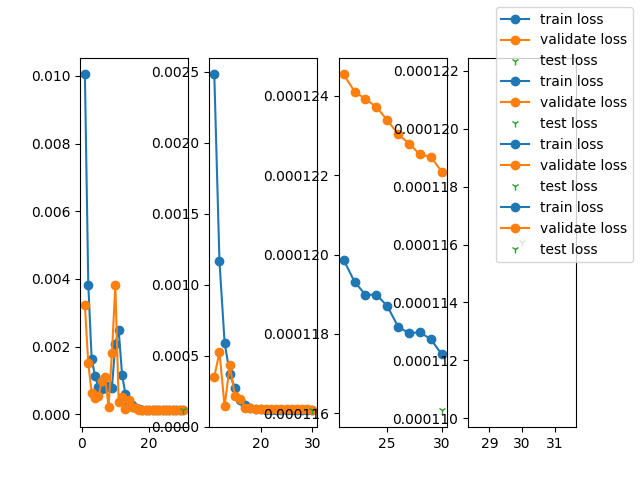 train loss
validate loss
test loss
train loss
validate loss
test loss
train loss
validate loss
test loss
train loss
validate loss
test loss
0.010
0.008
0.006
0.004
0.002
0.000
0 20
0.0025
0.0020
0.0015
0.0010
0.0005
0.0000
20 30
0.000124
0.000122
0.000120
0.000118
0.000116
25 30
0.000122
0.000120
0.000118
0.000116
0.000114
0.000112
0.000110
29 30 31